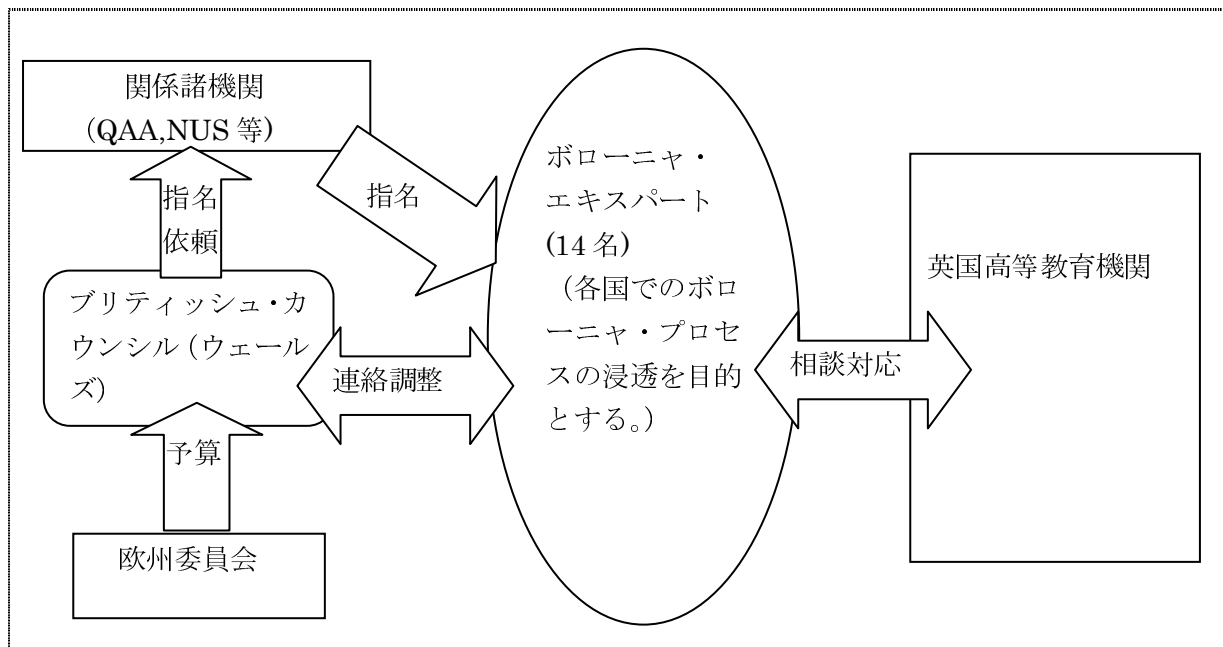 関係諸機関
（QAA,NUS 等)
指名
依頼
指名
ブリティッシュ・カ
ウンシル（ウェール
ズ）
連絡調整
予算
欧州委員会
ボローニャ・
エキスパート
(14 名)
（各国でのボロ
ーニャ・プロセ
スの浸透を目的
とする。）
相談対応
英国高等教育機関